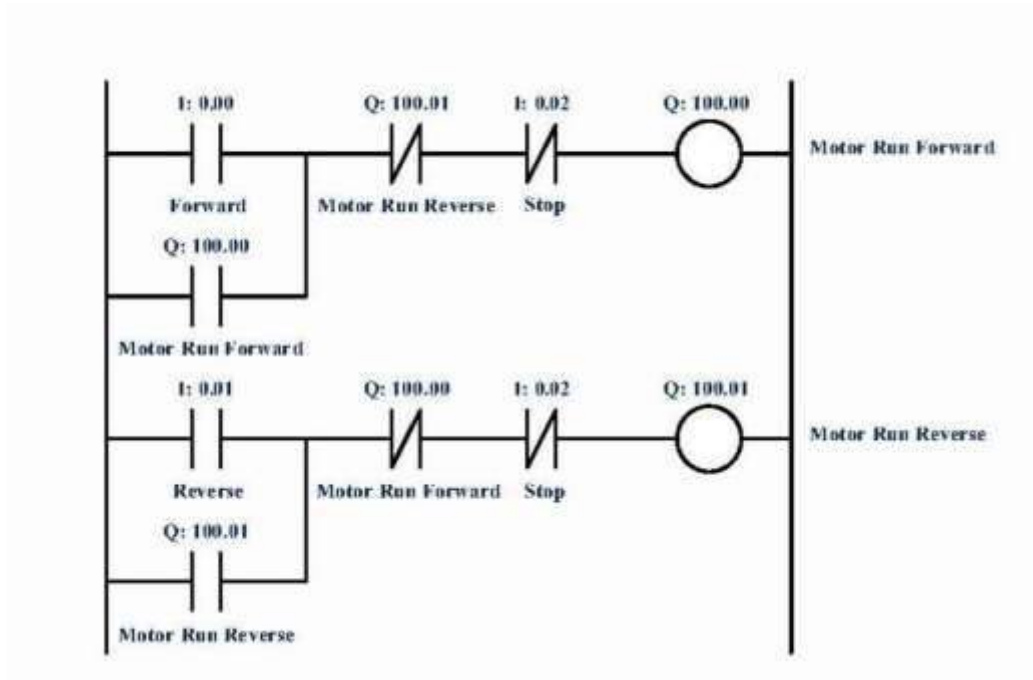 I: 0.00 Q: 100.01 I: 0.02 Q: 100.00
Motor Run Forward
Forward Motor Run Reverse Stop
Q: 100.00
Motor Run Forward
I: 0.01 Q: 100.00 I: 0.02 Q: 100.01
Motor Run Reverse
Reverse Motor Run Forward Stop
Q: 100.01
Motor Run Reverse